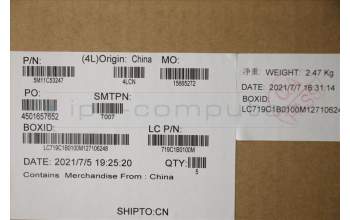 P/N: (4L)Origin: China MO:
5M11C53247 4LCN 15665272
PO: SMTPN:
4501657652 T007
BOXID: LC P/N:
LC719C1B0100M127106248 719C1B0100M
DATE: 2021/7/5 19:25:20 QTY:
5
Contains Merchandise From : China
SHIPTO:CN
净重: WEIGHT: 2.47 Kg
DATE: 2021/7/7 16:31:14
BOXID:
LC719C1B0100M12710624